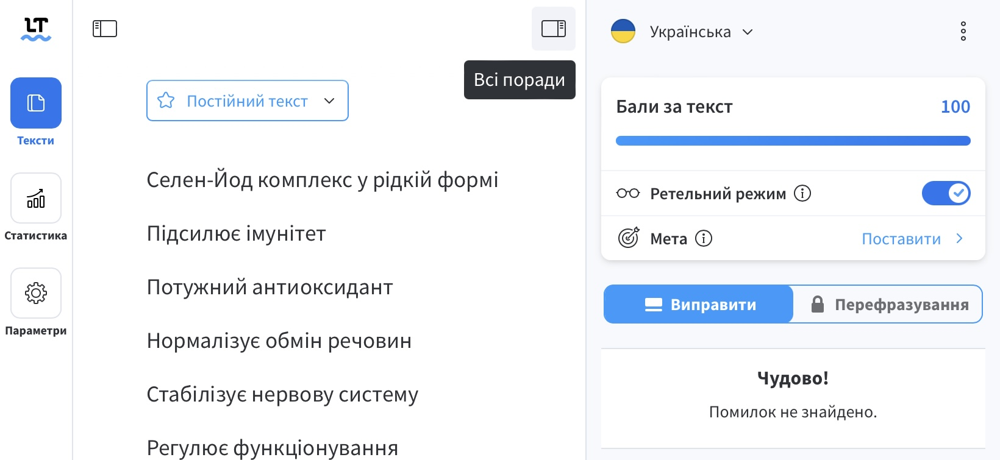 LT
Тексти
Статистика
Параметри
Всі поради
Постійний текст
Селен-Йод комплекс у рідкій формі
Підсилює імунітет
Потужний антиоксидант
Нормалізує обмін речовин
Стабілізує нервову систему
Регулює функціонування
Українська
Бали за текст 100
Ретельний режим
Мета Поставити
Виправити Перефразування
Чудово!
Помилок не знайдено.